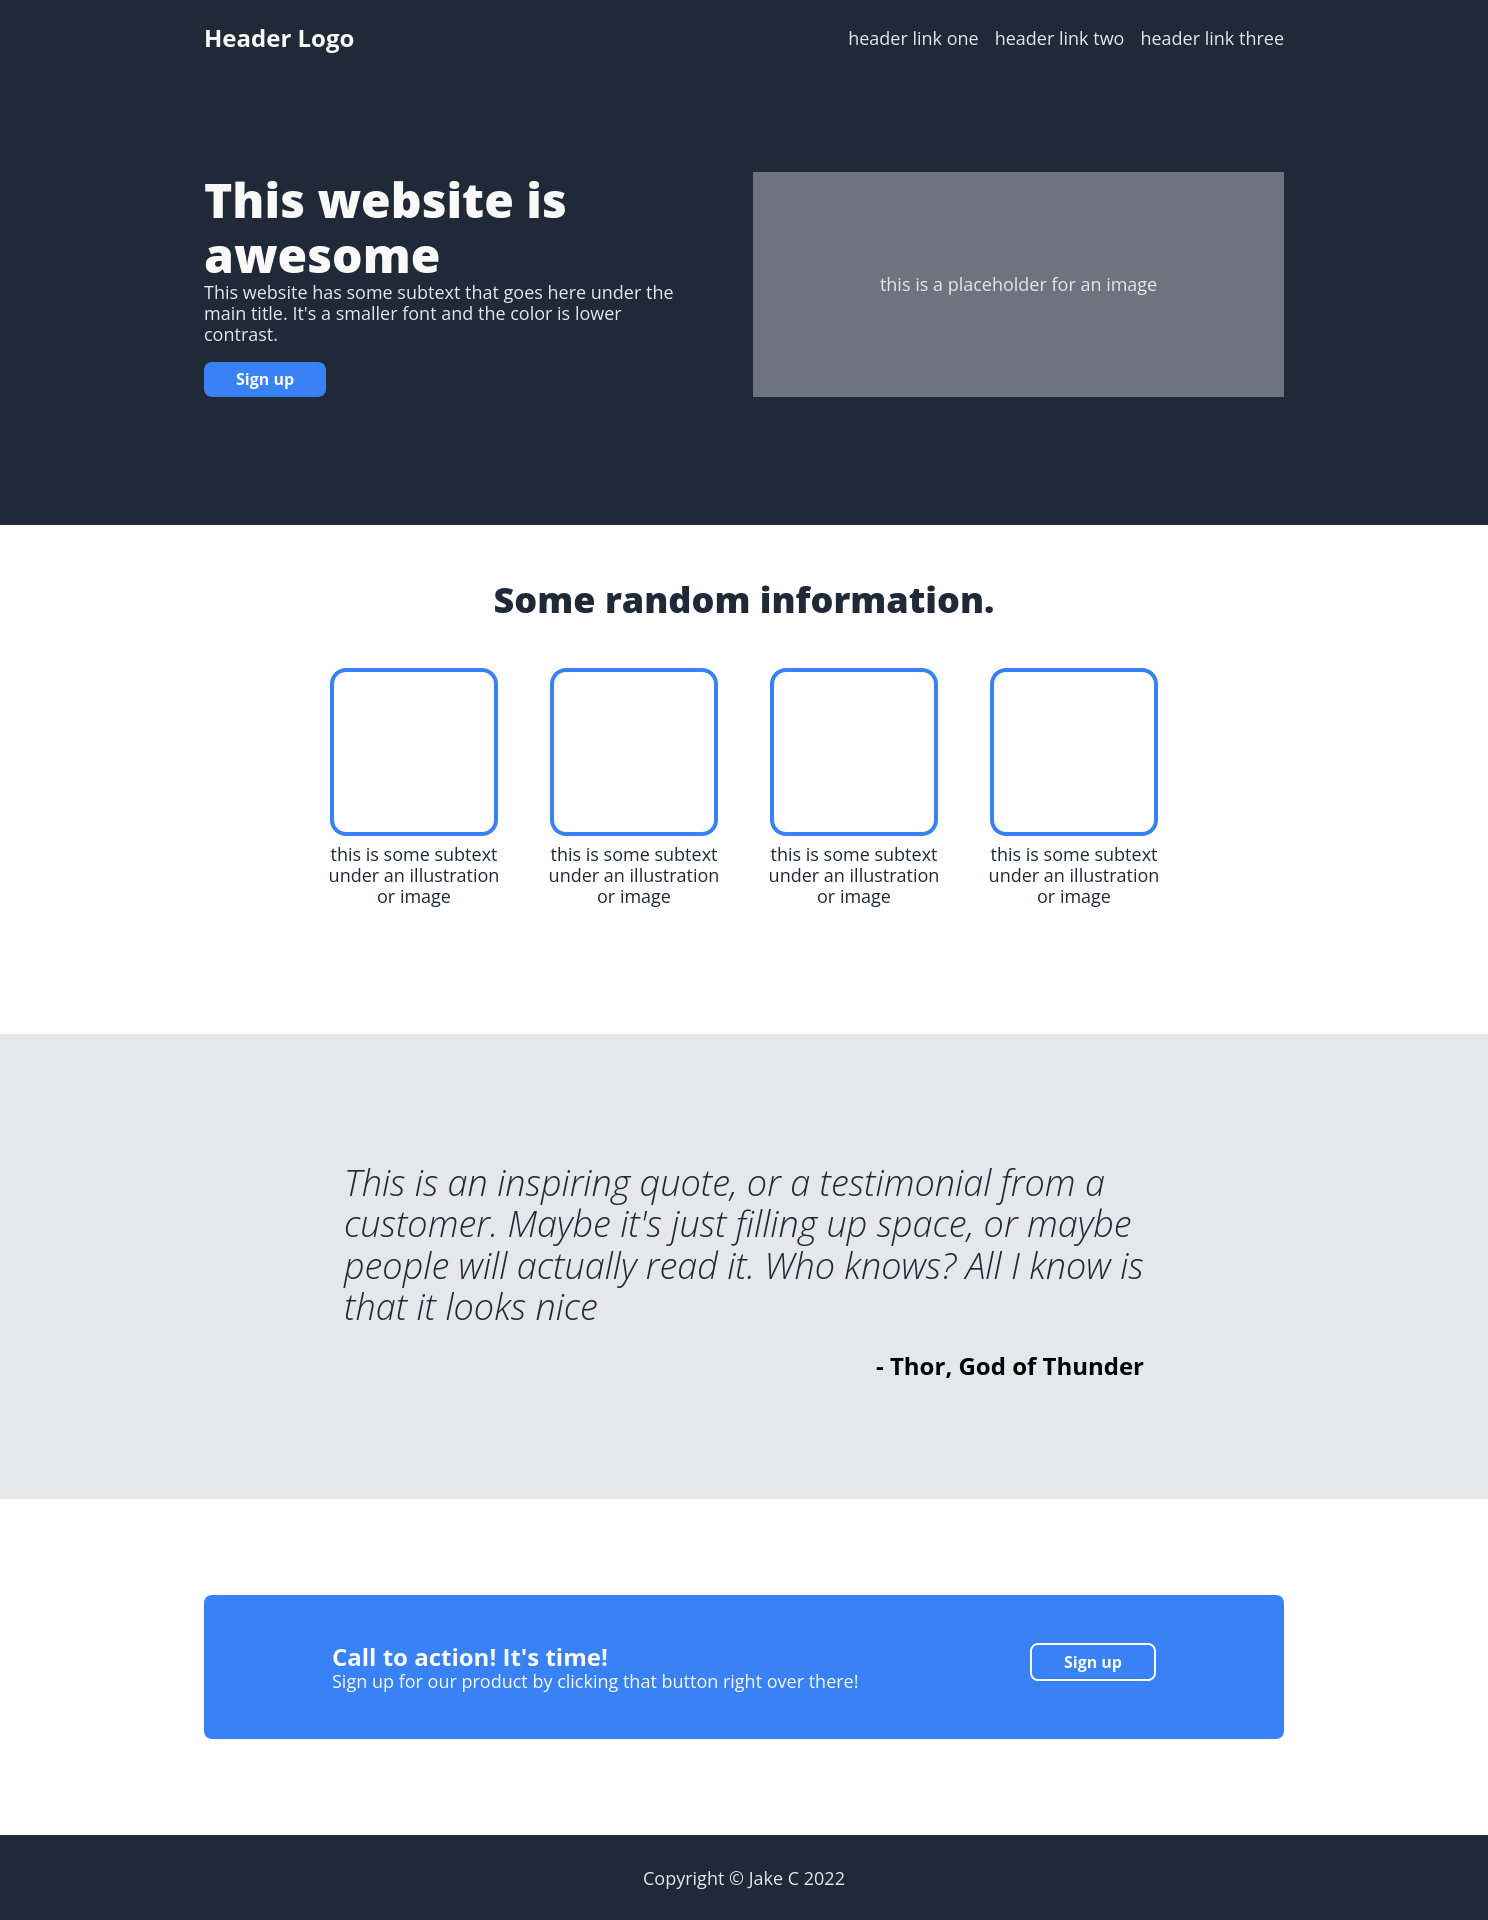 Header Logo
header link one header link two header link three
This website is
awesome
This website has some subtext that goes here under the
main title. It's a smaller font and the color is lower
contrast.
Sign up
this is a placeholder for an image
Some random information.
this is some subtext
under an illustration
or image
this is some subtext
under an illustration
or image
this is some subtext
under an illustration
or image
this is some subtext
under an illustration
or image
This is an inspiring quote, or a testimonial from a
customer. Maybe it's just filling up space, or maybe
people will actually read it. Who knows? All I know is
that it looks nice
- Thor, God of Thunder
Call to action! It's time!
Sign up for our product by clicking that button right over there!
Sign up
Copyright © Jake C 2022